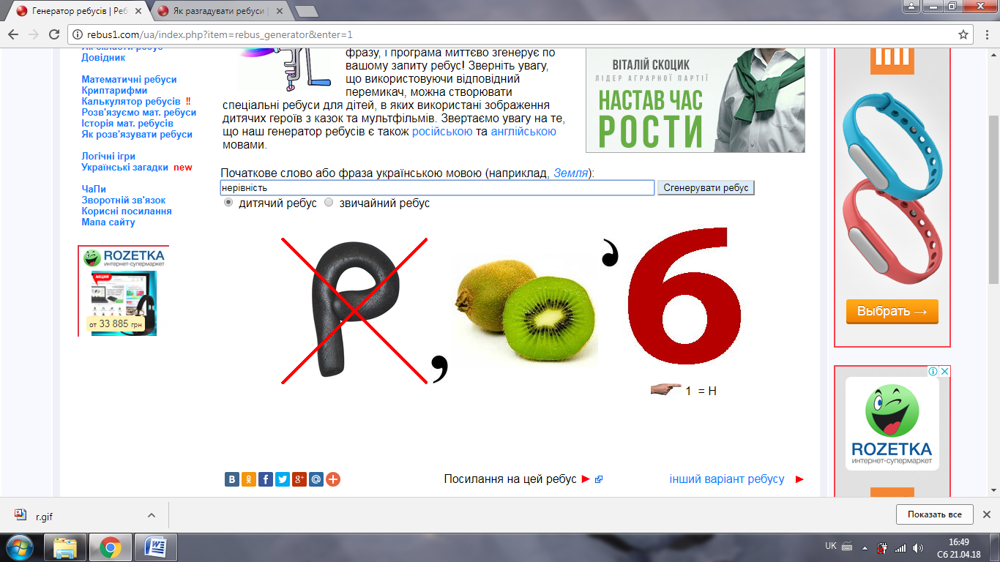 Генератор ребусів | Реб
Як разгадувати ребуси |
rebus1.com/ua/index.php?item=rebus_generator&enter=1
Довідник
Математичні ребуси
Криптарифми
Калькулятор ребусів !!
Розв'язуємо мат. ребуси
Історія мат. ребусів
Як розв'язувати ребуси
Логічні ігри
Українські загадки new
ЧаПи
Зворотній зв'язок
Корисні посилання
Мапа сайту
ROZETKA
интернет-супермаркет
АКЦИЯ
от 33 885 грн
фразу, і програма миттєво згенерує по
вашому запиту ребус! Зверніть увагу,
що використовуючи відповідний
перемикач, можна створювати
спеціальні ребуси для дітей, в яких використані зображення
дитячих героїв з казок та мультфільмів. Звертаємо увагу на те,
що наш генератор ребусів є також російською та англійською
мовами.
ВІТАЛІЙ СКОЦИК
ЛІДЕР АГРАРНОЇ ПАРТІЇ
НАСТАВ ЧАС
РОСТИ
Початкове слово або фраза українською мовою (наприклад, Земля):
нерівність
Сгенерувати ребус
дитячий ребус звичайний ребус
Р , ’ 6
1 = Н
Посилання на цей ребус
інший варіант ребусу
Выбрать →
ROZETKA
интернет-супермаркет
r.gif
Показать все
UK
16:49
Сб 21.04.18